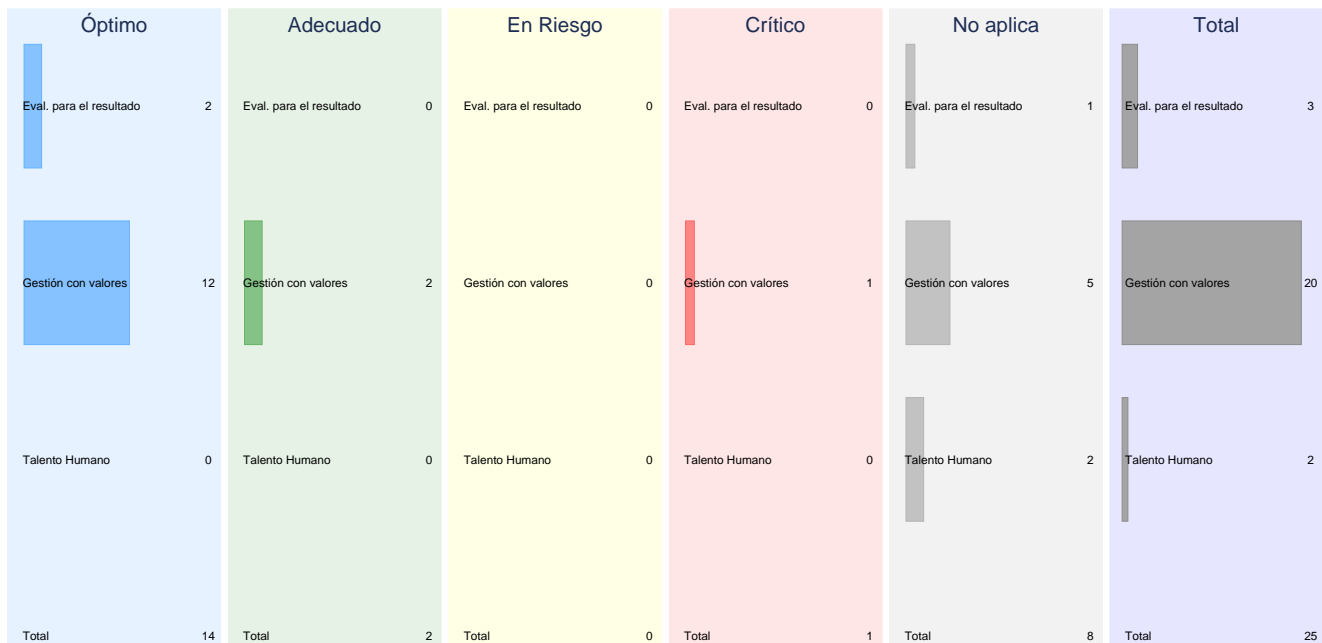 Óptimo Adecuado En Riesgo Crítico No aplica Total
Eval. para el resultado 2 Eval. para el resultado 0 Eval. para el resultado 0 Eval. para el resultado 0 Eval. para el resultado 1 Eval. para el resultado 3
Gestión con valores 12 Gestión con valores 2 Gestión con valores 0 Gestión con valores 1 Gestión con valores 5 Gestión con valores 20
Talento Humano 0 Talento Humano 0 Talento Humano 0 Talento Humano 0 Talento Humano 2 Talento Humano 2
Total 14 Total 2 Total 0 Total 1 Total 8 Total 25